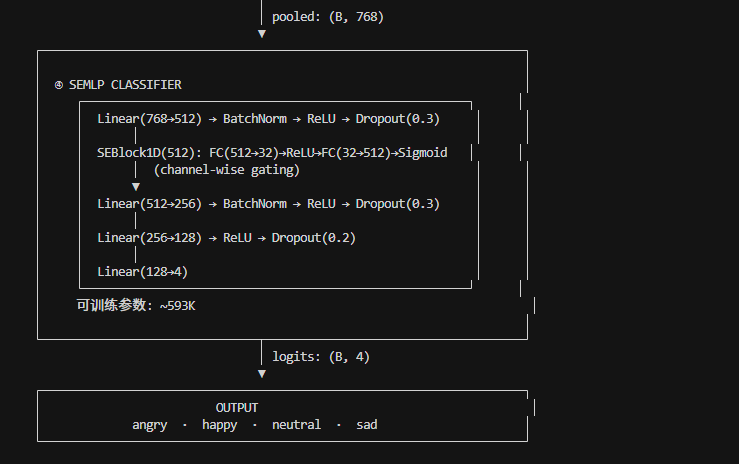 pooled: (B, 768)
④ SEMLP CLASSIFIER
Linear(768→512) → BatchNorm → ReLU → Dropout(0.3)
SEBlock1D(512): FC(512→32)→ReLU→FC(32→512)→Sigmoid
(channel-wise gating)
Linear(512→256) → BatchNorm → ReLU → Dropout(0.3)
Linear(256→128) → ReLU → Dropout(0.2)
Linear(128→4)
可训练参数: ~593K
logits: (B, 4)
OUTPUT
angry · happy · neutral · sad